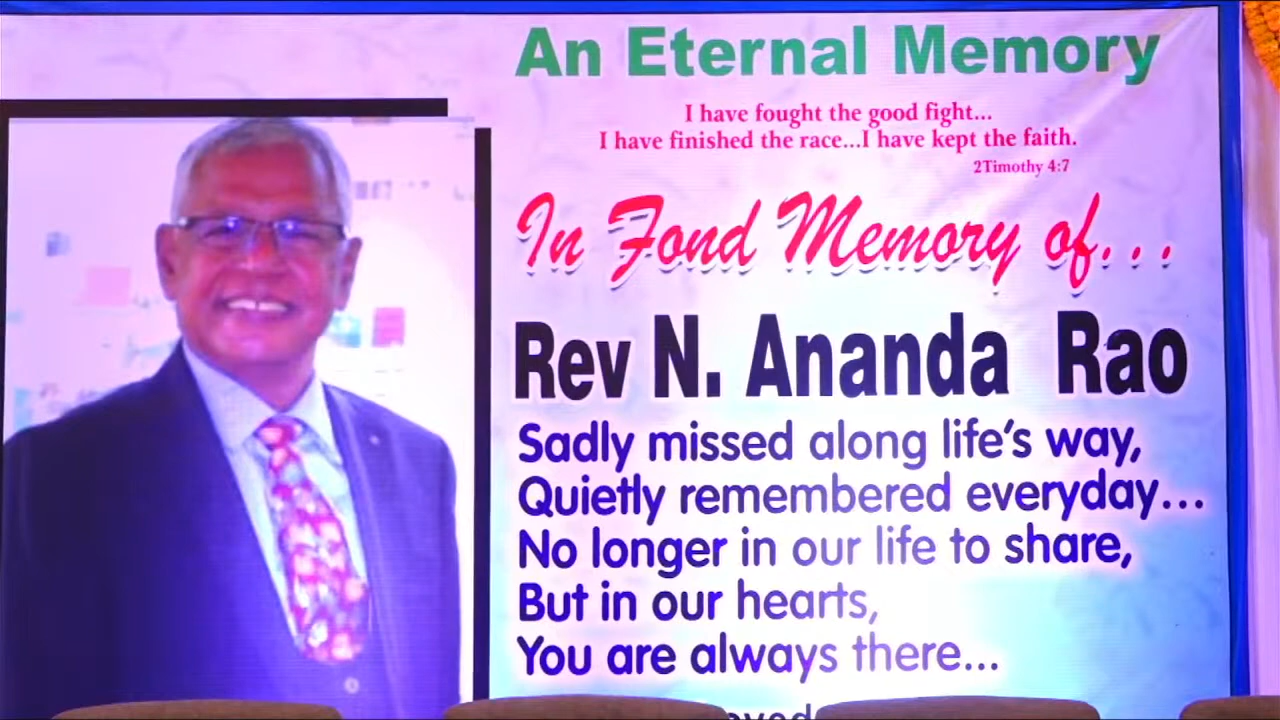 An Eternal Memory
I have fought the good fight...
I have finished the race...I have kept the faith.
2Timothy 4:7
In Fond Memory of...
Rev N. Ananda Rao
Sadly missed along life's way,
Quietly remembered everyday...
No longer in our life to share,
But in our hearts,
You are always there...